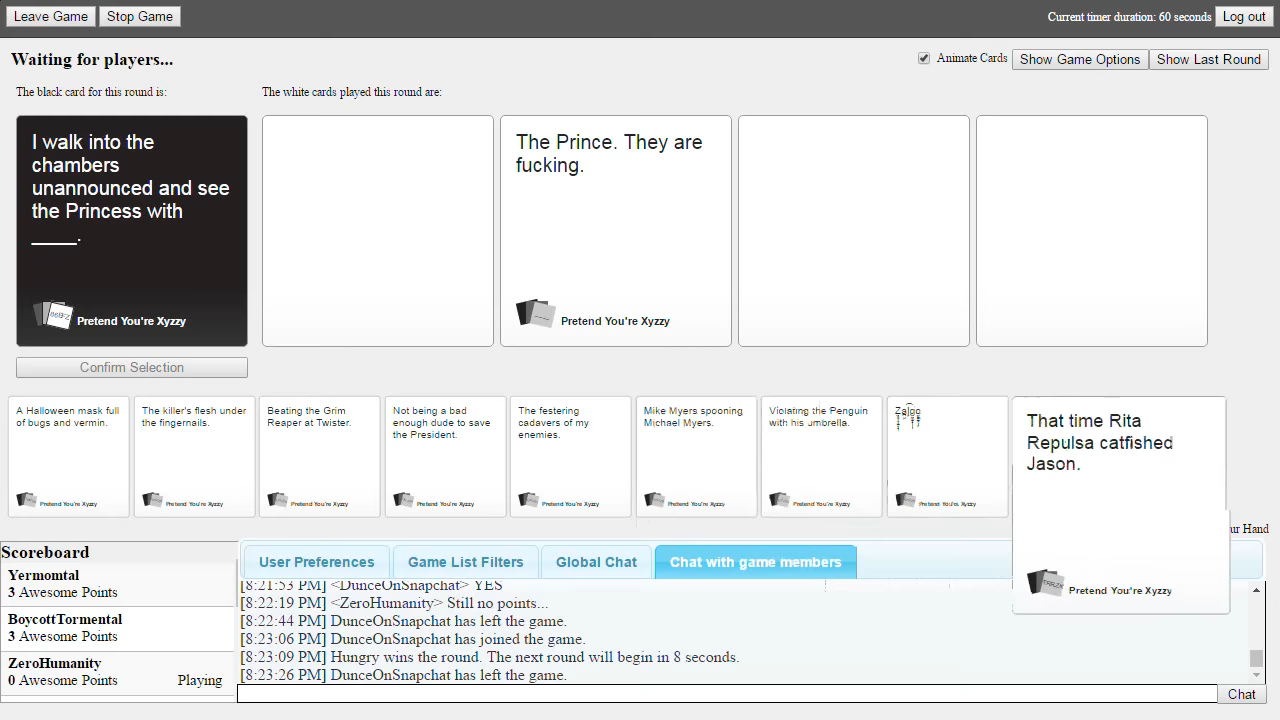 Leave Game
Stop Game
Current timer duration: 60 seconds
Log out
Waiting for players...
Animate Cards
Show Game Options
Show Last Round
The black card for this round is:
The white cards played this round are:
I walk into the
chambers
unannounced and see
the Princess with
____.
Pretend You're Xyzzy
The Prince. They are
fucking.
Pretend You're Xyzzy
Confirm Selection
A Halloween mask full
of bugs and vermin.
Pretend You're Xyzzy
The killer's flesh under
the fingernails.
Pretend You're Xyzzy
Beating the Grim
Reaper at Twister.
Pretend You're Xyzzy
Not being a bad
enough dude to save
the President.
Pretend You're Xyzzy
The festering
cadavers of my
enemies.
Pretend You're Xyzzy
Mike Myers spooning
Michael Myers.
Pretend You're Xyzzy
Violating the Penguin
with his umbrella.
Pretend You're Xyzzy
Zalgo
Pretend You're Xyzzy
That time Rita
Repulsa catfished
Jason.
Pretend You're Xyzzy
ur Hand
Scoreboard
Yermomtal
3 Awesome Points
BoycottTormental
3 Awesome Points
ZeroHumanity
0 Awesome Points
Playing
User Preferences
Game List Filters
Global Chat
Chat with game members
[8:21:53 PM] <DunceOnSnapchat> YES
[8:22:19 PM] <ZeroHumanity> Still no points...
[8:22:44 PM] DunceOnSnapchat has left the game.
[8:23:06 PM] DunceOnSnapchat has joined the game.
[8:23:09 PM] Hungry wins the round. The next round will begin in 8 seconds.
[8:23:26 PM] DunceOnSnapchat has left the game.
Chat